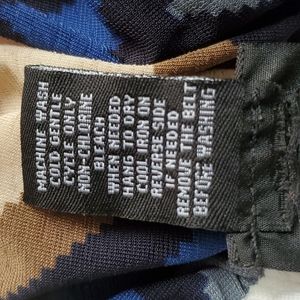 MACHINE WASH
COLD GENTLE
CYCLE ONLY
NON-CHLORINE
BLEACH
WHEN NEEDED
HANG TO DRY
COOL IRON ON
REVERSE SIDE
IF NEEDED
REMOVE THE BELT
BEFORE WASHING